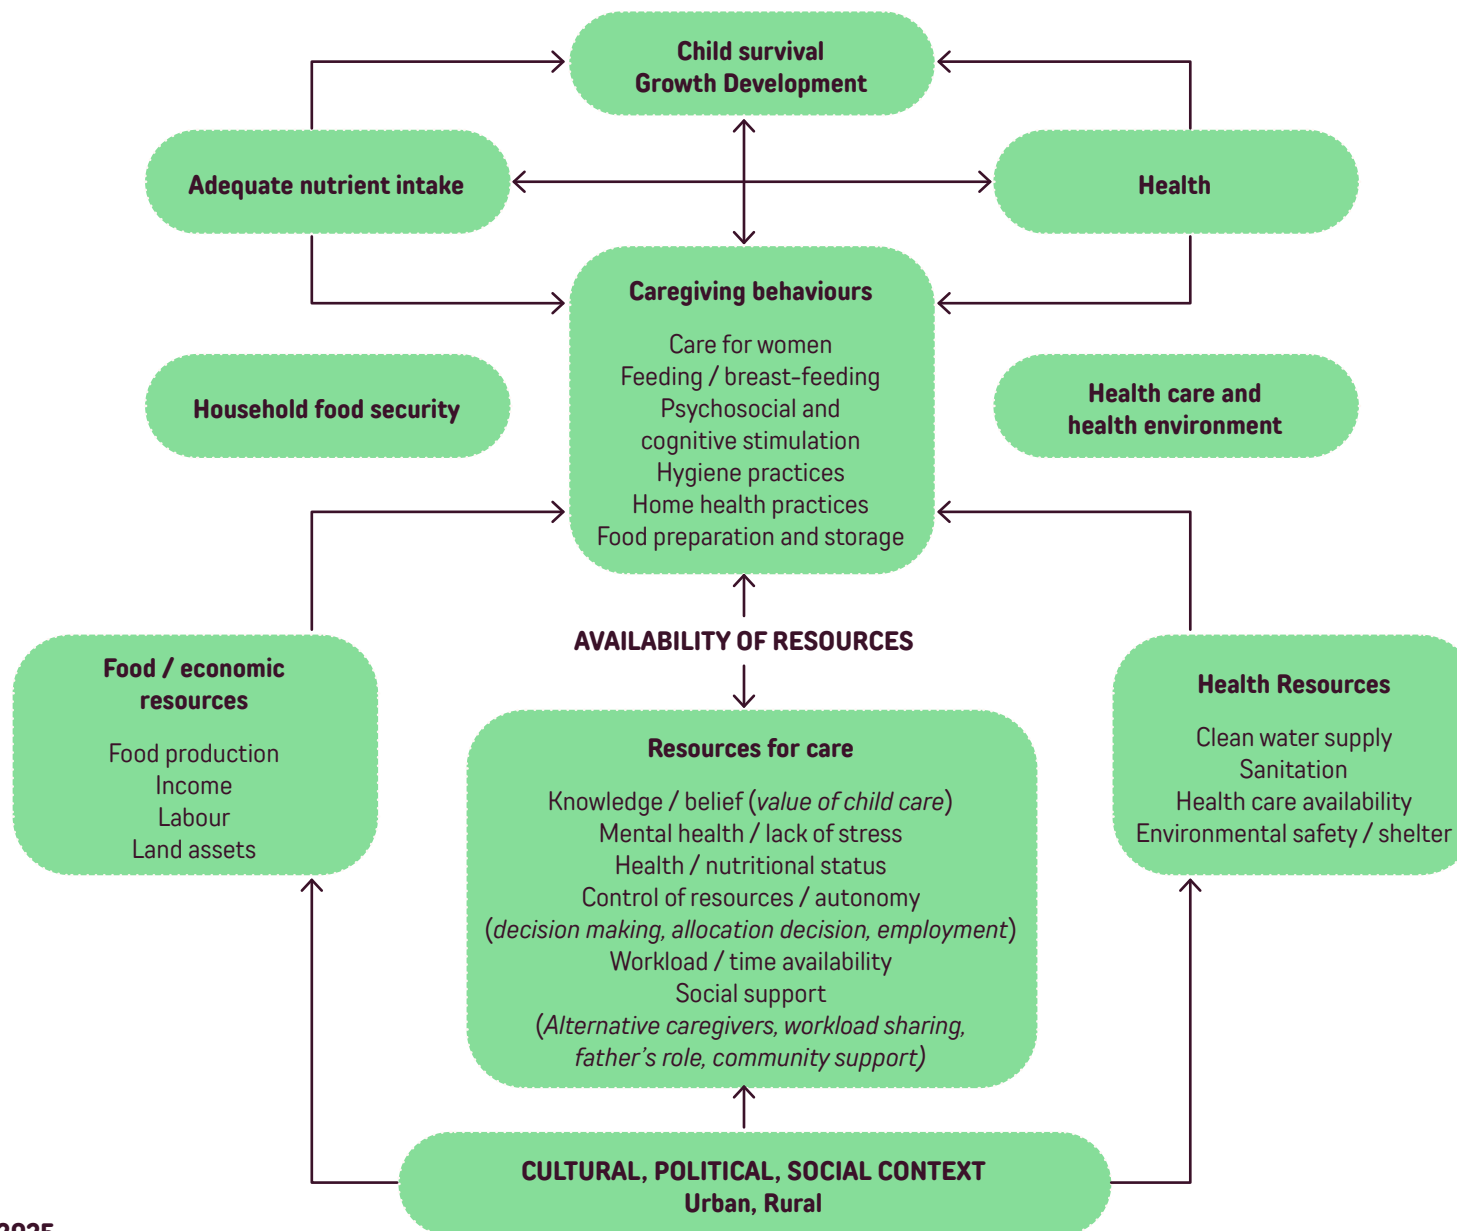 Child survival
Growth Development
Adequate nutrient intake
Health
Caregiving behaviours
Care for women
Feeding / breast-feeding
Psychosocial and
cognitive stimulation
Hygiene practices
Home health practices
Food preparation and storage
Household food security
Health care and
health environment
AVAILABILITY OF RESOURCES
Food / economic
resources
Food production
Income
Labour
Land assets
Resources for care
Knowledge / belief (value of child care)
Mental health / lack of stress
Health / nutritional status
Control of resources / autonomy
(decision making, allocation decision, employment)
Workload / time availability
Social support
(Alternative caregivers, workload sharing,
father's role, community support)
Health Resources
Clean water supply
Sanitation
Health care availability
Environmental safety / shelter
CULTURAL, POLITICAL, SOCIAL CONTEXT
Urban, Rural